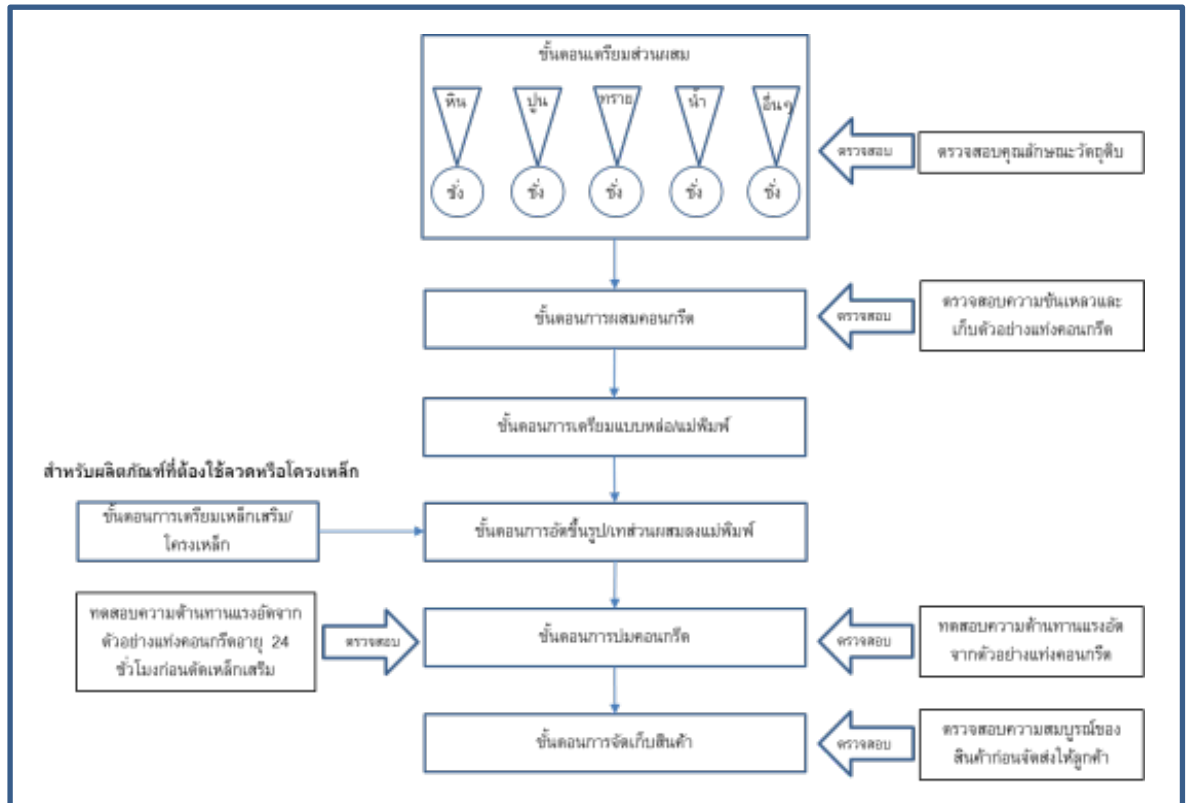 ขั้นตอนเตรียมส่วนผสม
หิน ปูน ทราย น้ำ อื่นๆ
ชั่ง ชั่ง ชั่ง ชั่ง ชั่ง
ตรวจสอบ
ตรวจสอบคุณลักษณะวัตถุดิบ
ขั้นตอนการผสมคอนกรีต
ตรวจสอบ
ตรวจสอบความข้นเหลวและ
เก็บตัวอย่างแท่งคอนกรีต
ขั้นตอนการเตรียมแบบหล่อ/แม่พิมพ์
สำหรับผลิตภัณฑ์ที่ต้องใช้ลวดหรือโครงเหล็ก
ขั้นตอนการเตรียมเหล็กเสริม/
โครงเหล็ก
ขั้นตอนการอัดขึ้นรูป/เทส่วนผสมลงแม่พิมพ์
ทดสอบความต้านทานแรงอัดจาก
ตัวอย่างแท่งคอนกรีตอายุ 24
ชั่วโมงก่อนตัดเหล็กเสริม
ตรวจสอบ
ขั้นตอนการบ่มคอนกรีต
ตรวจสอบ
ทดสอบความต้านทานแรงอัด
จากตัวอย่างแท่งคอนกรีต
ขั้นตอนการจัดเก็บสินค้า
ตรวจสอบ
ตรวจสอบความสมบูรณ์ของ
สินค้าก่อนจัดส่งให้ลูกค้า